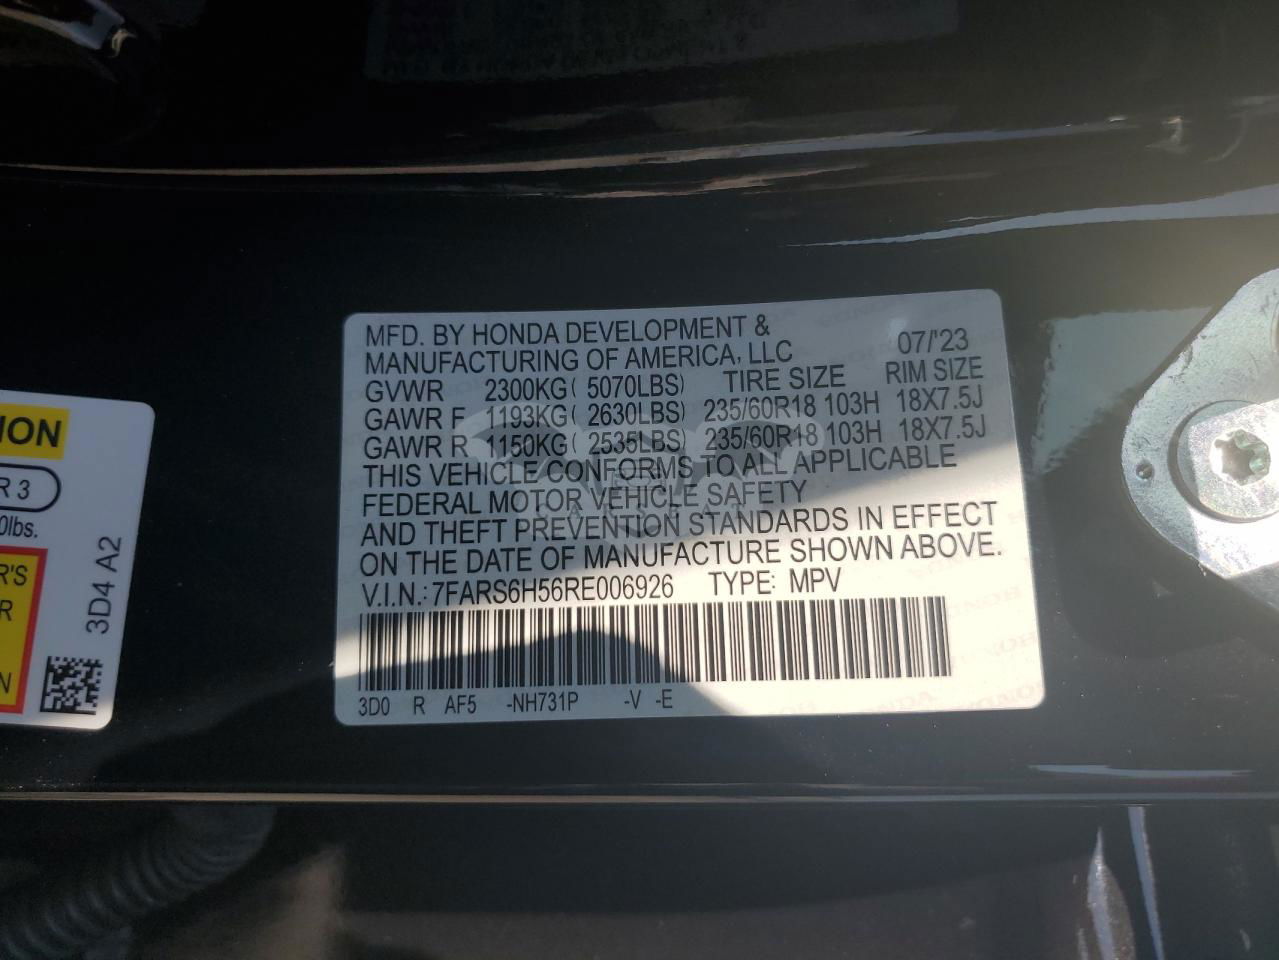 MFD. BY HONDA DEVELOPMENT &
MANUFACTURING OF AMERICA, LLC 07/'23
GVWR 2300KG( 5070LBS) TIRE SIZE RIM SIZE
GAWR F 1193KG( 2630LBS) 235/60R18 103H 18X7.5J
GAWR R 1150KG( 2535LBS) 235/60R18 103H 18X7.5J
THIS VEHICLE CONFORMS TO ALL APPLICABLE
FEDERAL MOTOR VEHICLE SAFETY
AND THEFT PREVENTION STANDARDS IN EFFECT
ON THE DATE OF MANUFACTURE SHOWN ABOVE.
V.I.N.: 7FARS6H56RE006926 TYPE: MPV
3D0 R AF5 -NH731P -V -E
TION
R 3
0lbs.
R'S
R
N
3D4 A2